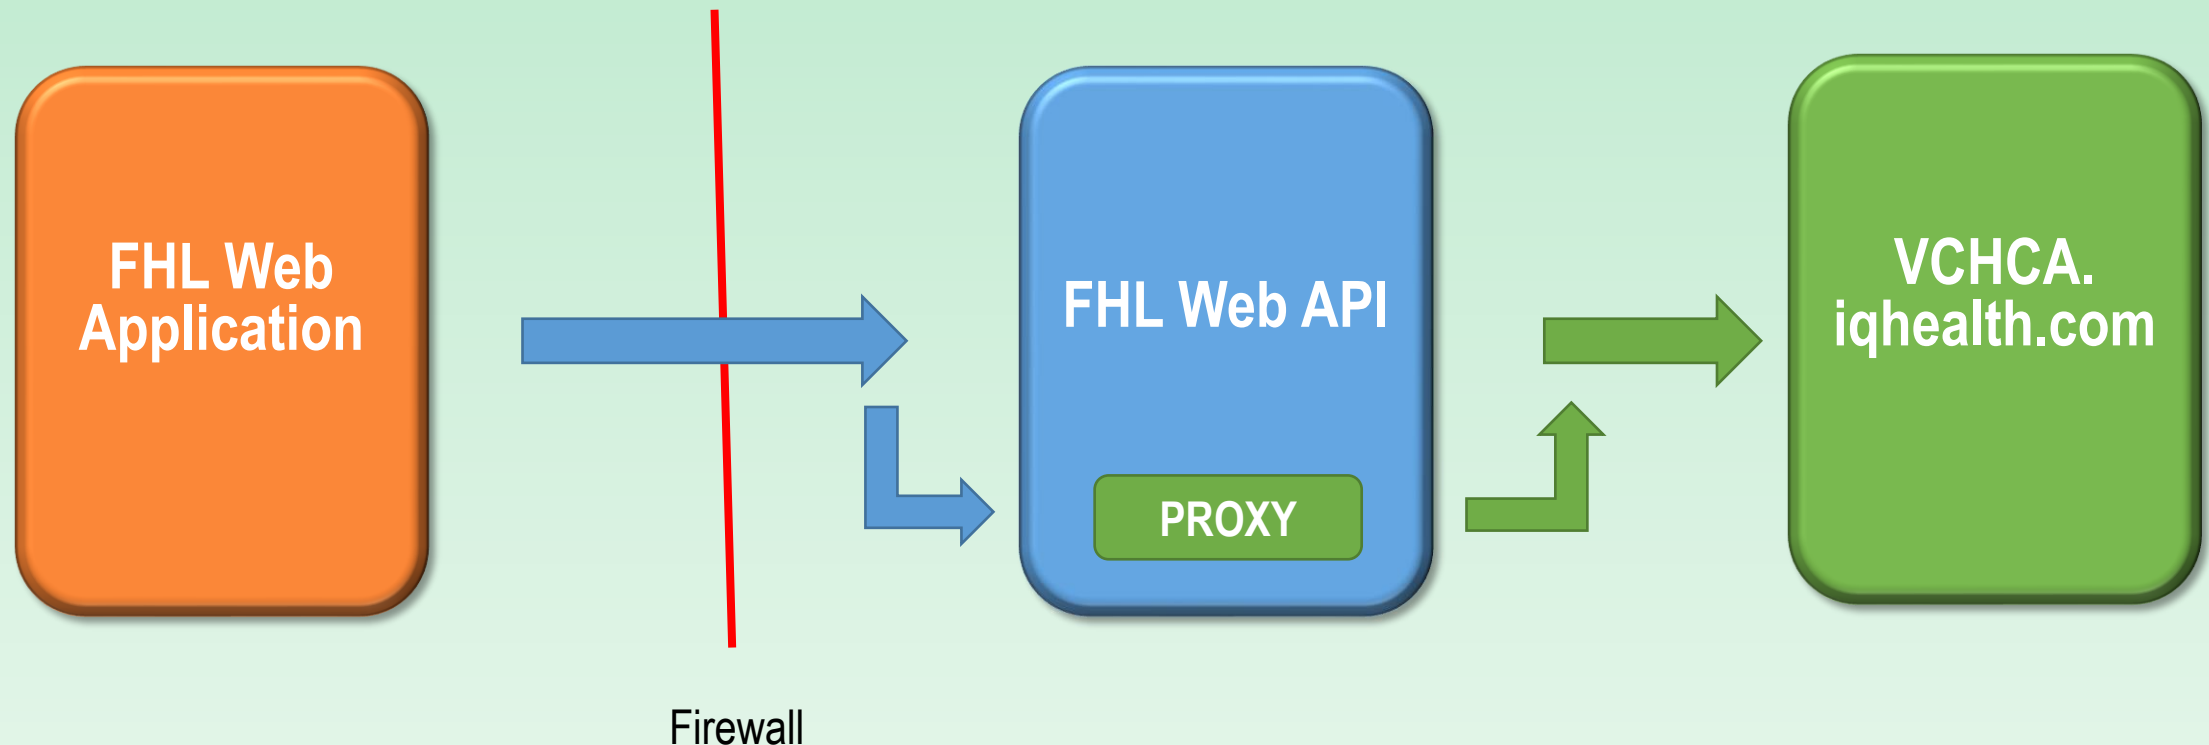 FHL Web
Application
FHL Web API
PROXY
VCHCA.
iqhealth.com
Firewall